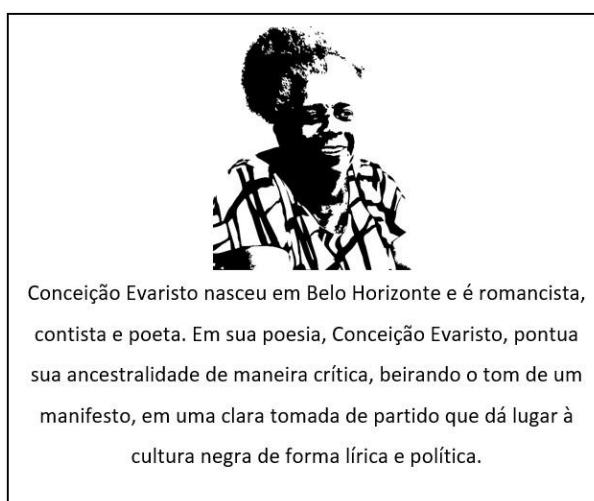 Conceição Evaristo nasceu em Belo Horizonte e é romancista,
contista e poeta. Em sua poesia, Conceição Evaristo, pontua
sua ancestralidade de maneira crítica, beirando o tom de um
manifesto, em uma clara tomada de partido que dá lugar à
cultura negra de forma lírica e política.